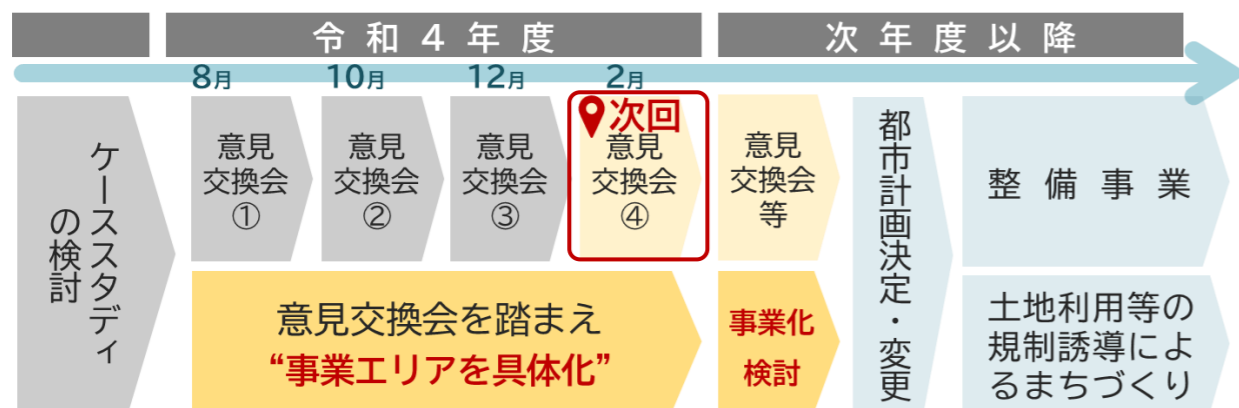 令和４年度
次年度以降
8月
10月
12月
2月
ケーススタディ
の検討
意見
交換会
①
意見
交換会
②
意見
交換会
③
次回
意見
交換会
④
意見
交換会
等
都市計画決定・変更
整備事業
意見交換会を踏まえ
“事業エリアを具体化”
事業化
検討
土地利用等の
規制誘導によ
るまちづくり